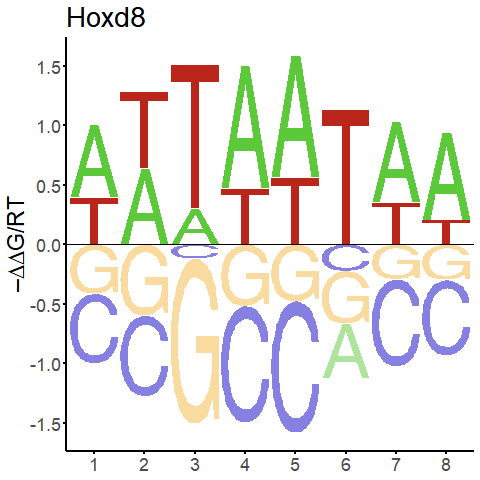 Hoxd8
−ΔΔG/RT
1.5
1.0
0.5
0.0
-0.5
-1.0
-1.5
A T T A A T A A
T A A T T T T
G G C G G C G G
C C G C C G C C
A
1 2 3 4 5 6 7 8